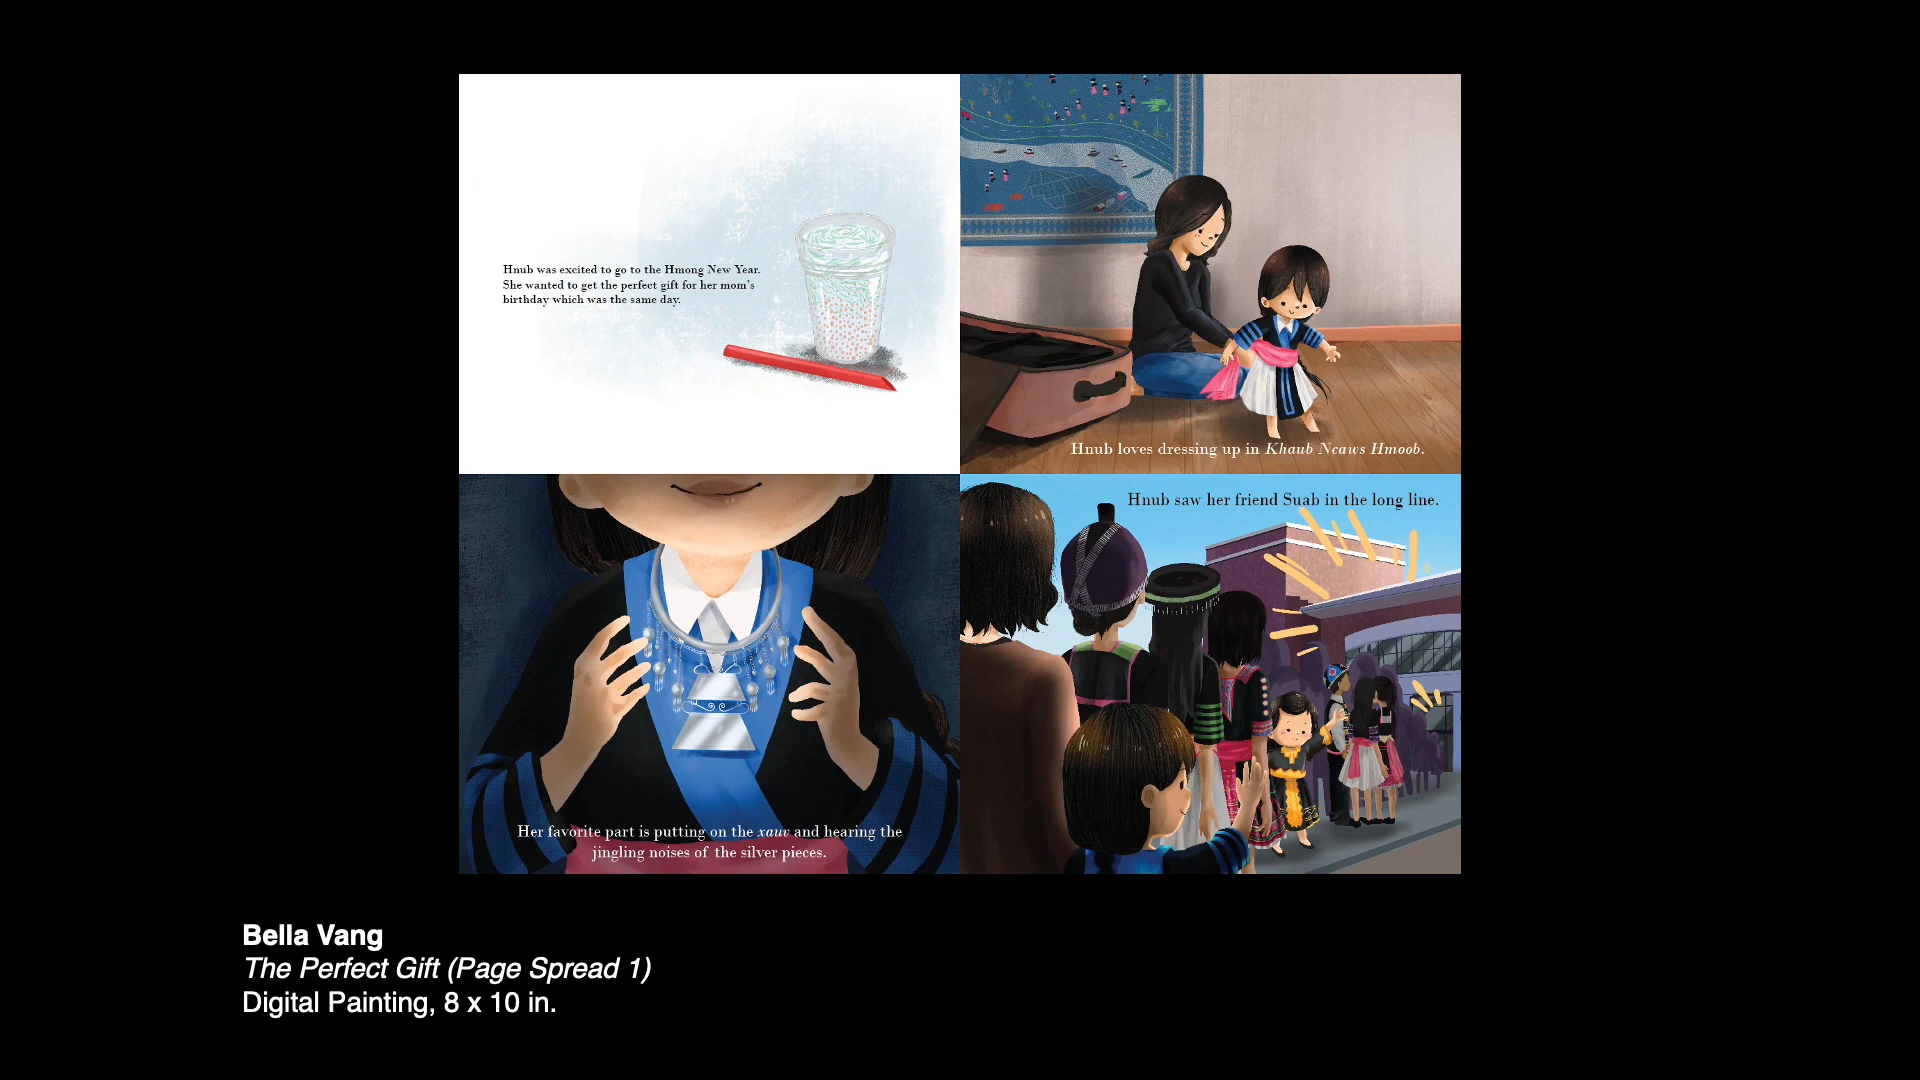 Hnub was excited to go to the Hmong New Year.
She wanted to get the perfect gift for her mom's
birthday which was the same day.
Hnub loves dressing up in Khaub Ncaws Hmoob.
Her favorite part is putting on the xauv and hearing the
jingling noises of the silver pieces.
Hnub saw her friend Suab in the long line.
Bella Vang
The Perfect Gift (Page Spread 1)
Digital Painting, 8 x 10 in.